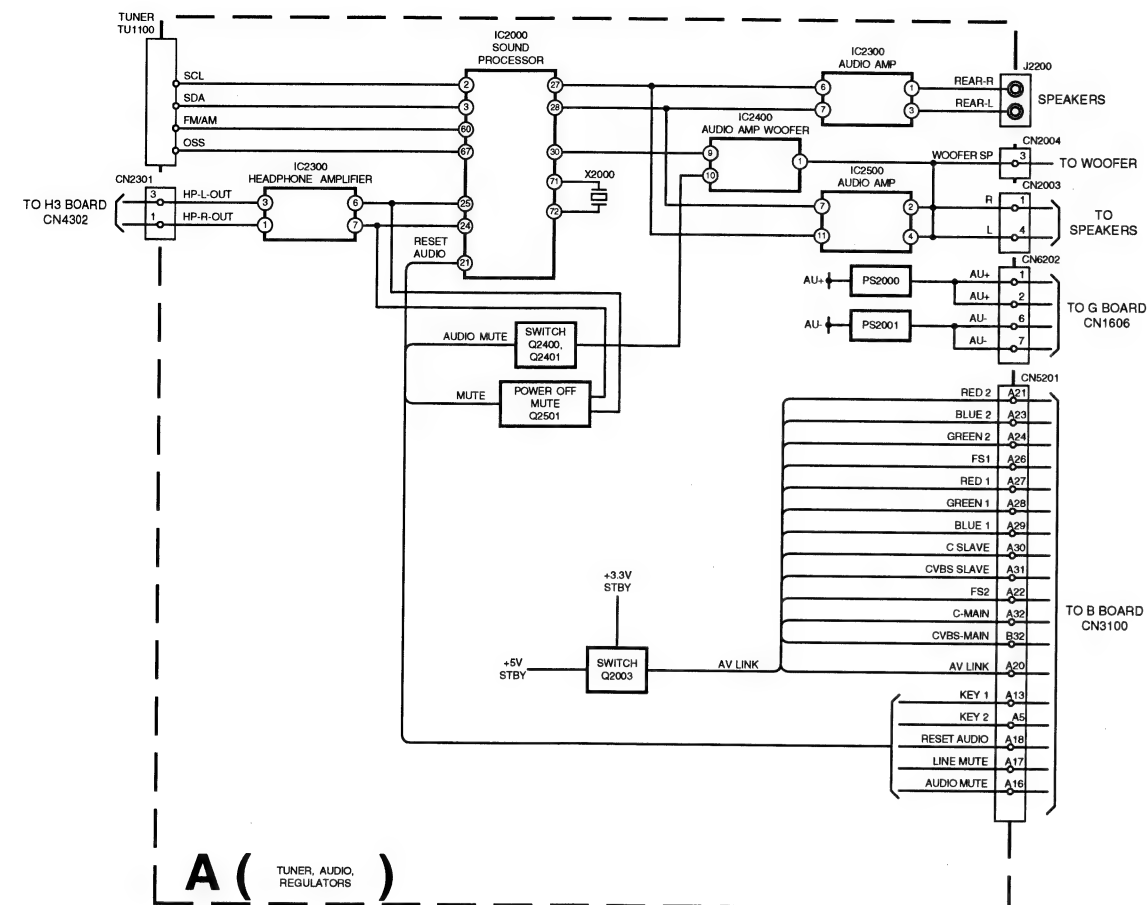 TUNER
TU1100
SCL
SDA
FM/AM
OSS
IC2000
SOUND
PROCESSOR
2
3
60
67
25
24
21
27
28
30
71
72
X2000
IC2300
AUDIO AMP
6
7
1
3
REAR-R
REAR-L
J2200
SPEAKERS
IC2400
AUDIO AMP WOOFER
9
10
1
WOOFER SP
CN2004
3
TO WOOFER
IC2500
AUDIO AMP
7
11
2
4
R
L
CN2003
1
4
TO
SPEAKERS
CN2301
3
1
HP-L-OUT
HP-R-OUT
TO H3 BOARD
CN4302
IC2300
HEADPHONE AMPLIFIER
3
1
6
7
RESET
AUDIO
AU+
PS2000
AU-
PS2001
CN6202
AU+
1
AU+
2
AU-
6
AU-
7
TO G BOARD
CN1606
AUDIO MUTE
SWITCH
Q2400,
Q2401
MUTE
POWER OFF
MUTE
Q2501
CN5201
RED 2 A21
BLUE 2 A23
GREEN 2 A24
FS1 A26
RED 1 A27
GREEN 1 A28
BLUE 1 A29
C SLAVE A30
CVBS SLAVE A31
FS2 A22
C-MAIN A32
CVBS-MAIN B32
AV LINK A20
KEY 1 A13
KEY 2 A5
RESET AUDIO A18
LINE MUTE A17
AUDIO MUTE A16
TO B BOARD
CN3100
+3.3V
STBY
+5V
STBY
SWITCH
Q2003
AV LINK
A ( TUNER, AUDIO,
REGULATORS )